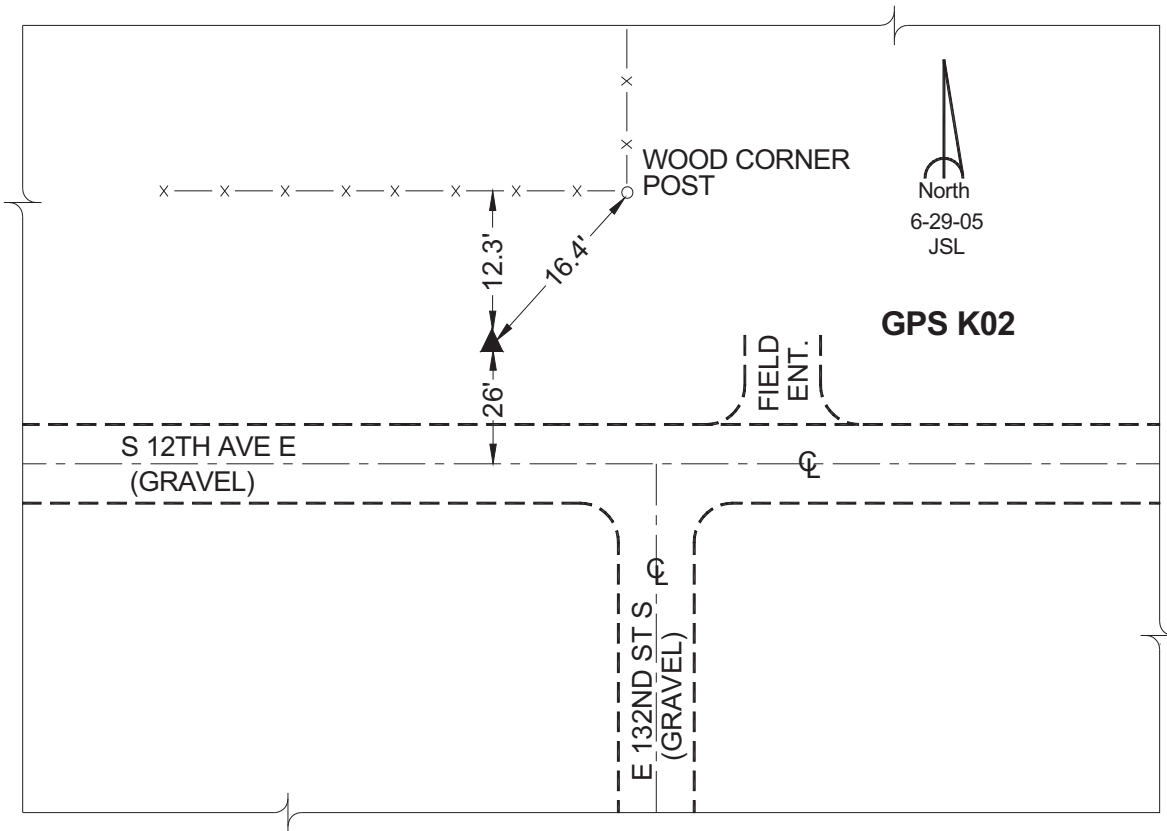 WOOD CORNER
POST
North
6-29-05
JSL
12.3'
16.4'
GPS K02
FIELD
ENT.
26'
S 12TH AVE E
(GRAVEL)
℄
℄
E 132ND ST S
(GRAVEL)